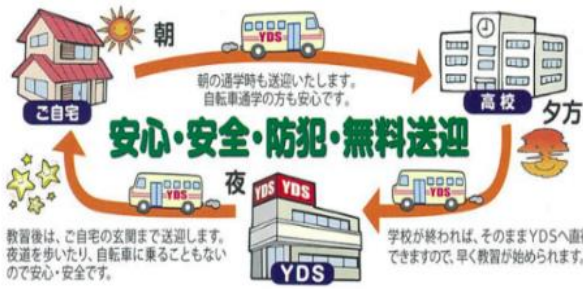 朝
YDS
朝の通学時も送迎いたします。
自転車通学の方も安心です。
ご自宅
高校
夕方
安心・安全・防犯・無料送迎
YDS
夜
YDS YDS
YDS
教習後は、ご自宅の玄関まで送迎します。
夜道を歩いたり、自転車に乗ることもない
ので安心・安全です。
学校が終われば、そのままYDSへ直
できますので、早く教習が始められます。
YDS